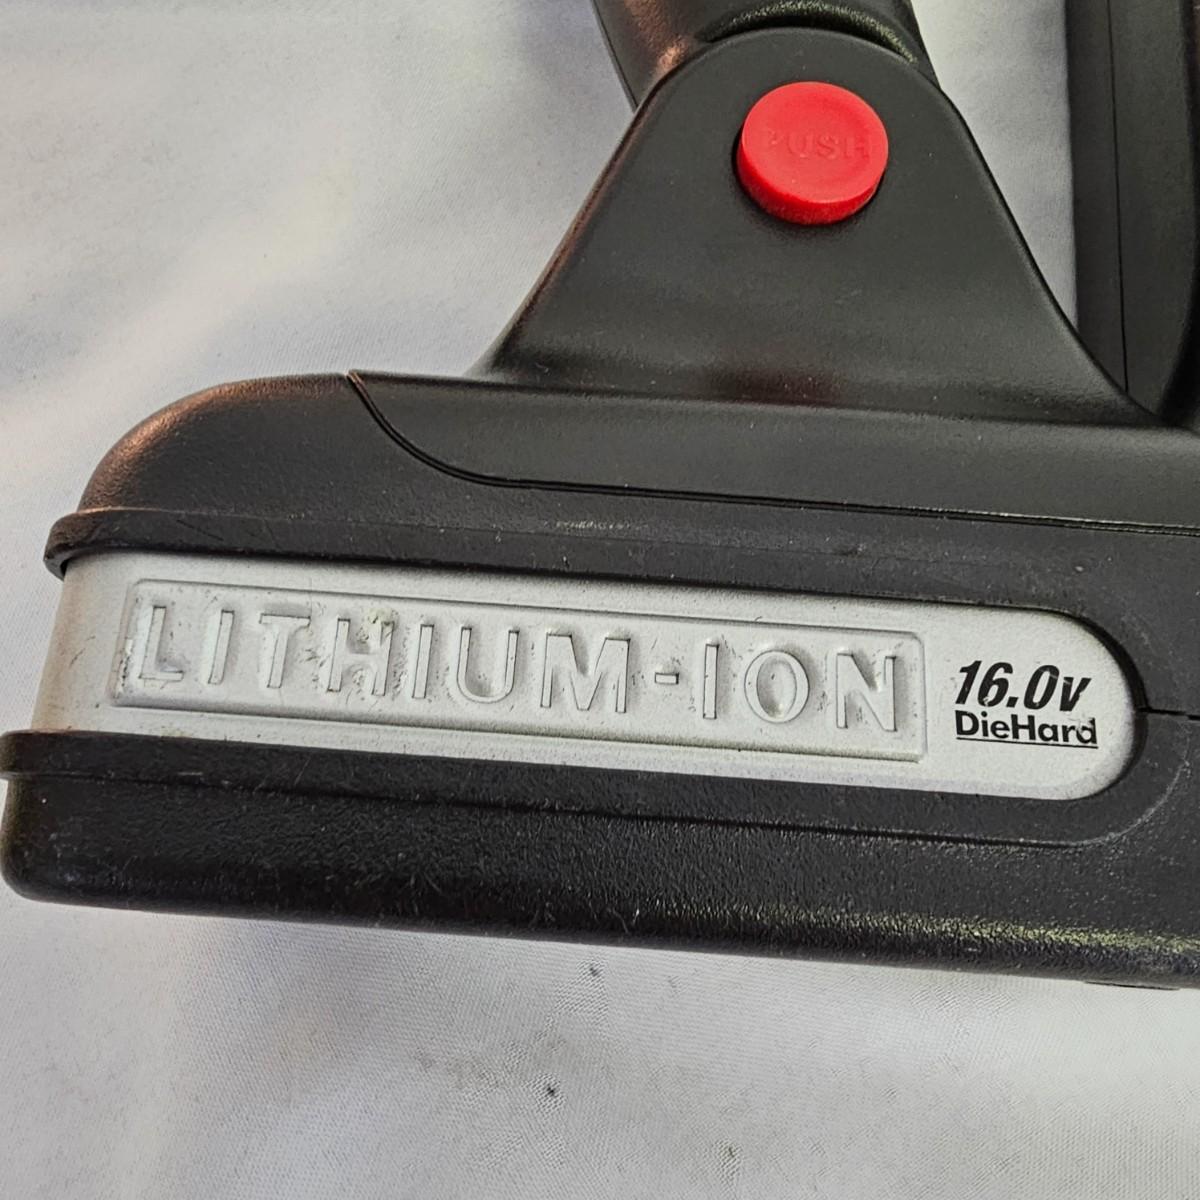 PUSH
LITHIUM-ION
16.0v
DieHard